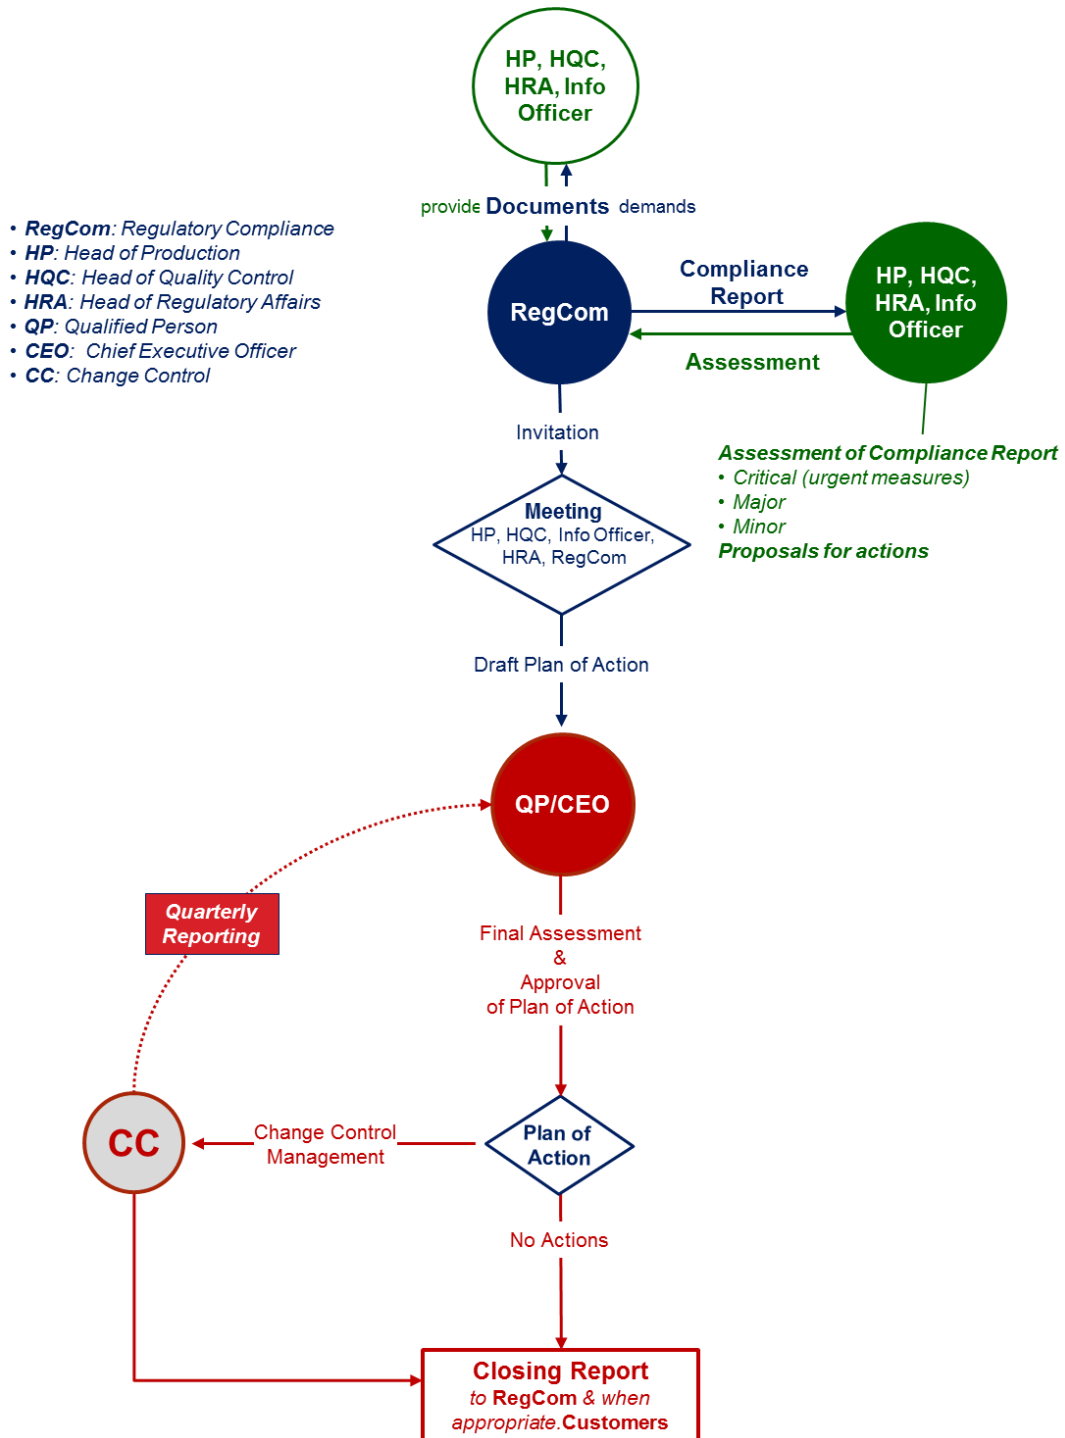 HP, HQC,
HRA, Info
Officer
provide Documents demands
• RegCom: Regulatory Compliance
• HP: Head of Production
• HQC: Head of Quality Control
• HRA: Head of Regulatory Affairs
• QP: Qualified Person
• CEO: Chief Executive Officer
• CC: Change Control
RegCom
Compliance
Report
Assessment
HP, HQC,
HRA, Info
Officer
Invitation
Assessment of Compliance Report
• Critical (urgent measures)
• Major
• Minor
Proposals for actions
Meeting
HP, HQC, Info Officer,
HRA, RegCom
Draft Plan of Action
QP/CEO
Quarterly
Reporting
Final Assessment
&
Approval
of Plan of Action
CC
Change Control
Management
Plan of
Action
No Actions
Closing Report
to RegCom & when
appropriate.Customers